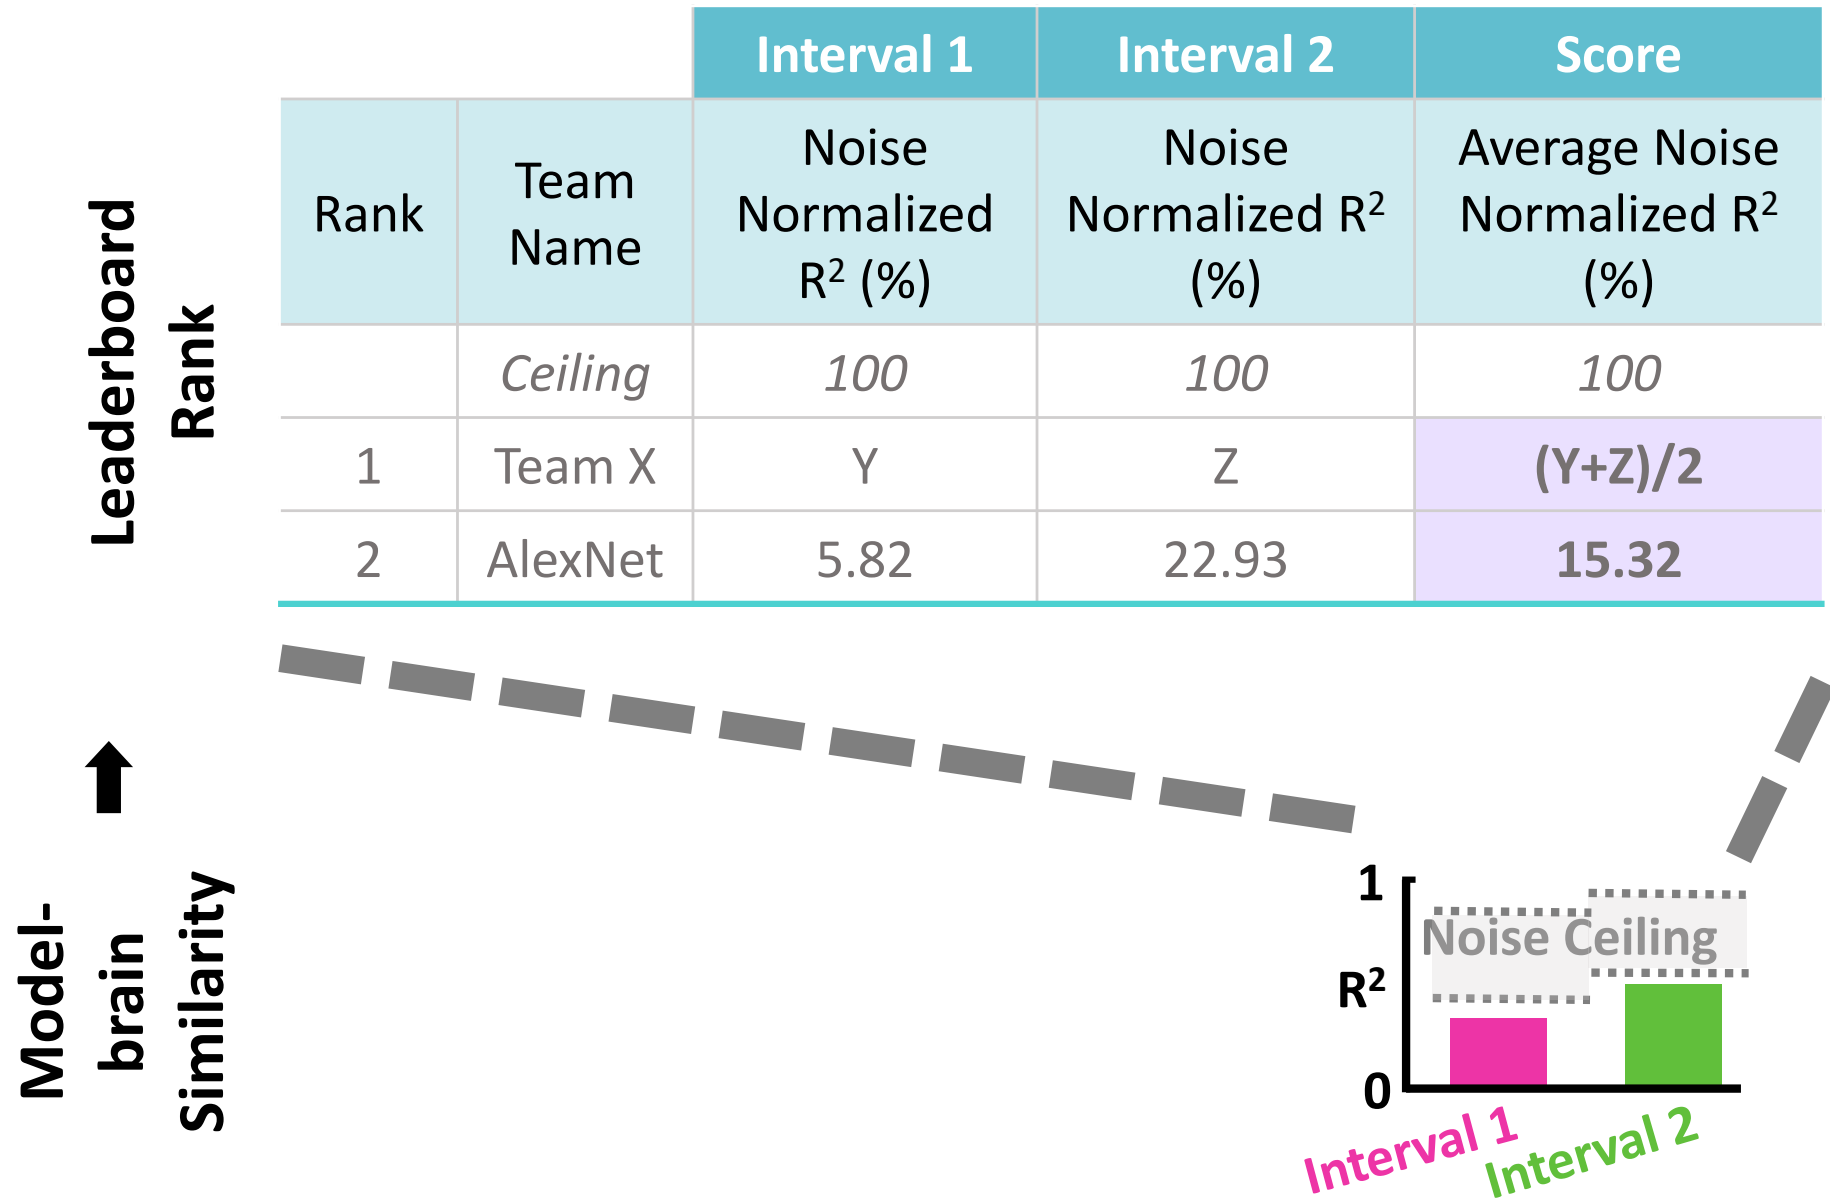 Interval 1
Interval 2
Score
Rank
Team
Name
Noise
Normalized
R² (%)
Noise
Normalized R²
(%)
Average Noise
Normalized R²
(%)
Ceiling
100
100
100
1
Team X
Y
Z
(Y+Z)/2
2
AlexNet
5.82
22.93
15.32
Leaderboard
Rank
Model-
brain
Similarity
1
Noise Ceiling
R²
0
Interval 1
Interval 2